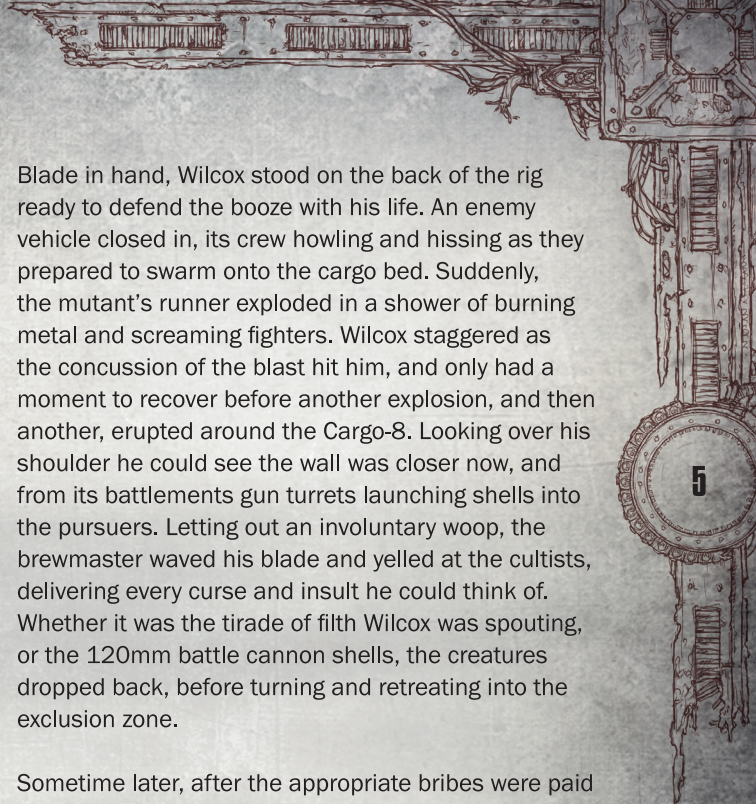 Blade in hand, Wilcox stood on the back of the rig
ready to defend the booze with his life. An enemy
vehicle closed in, its crew howling and hissing as they
prepared to swarm onto the cargo bed. Suddenly,
the mutant’s runner exploded in a shower of burning
metal and screaming fighters. Wilcox staggered as
the concussion of the blast hit him, and only had a
moment to recover before another explosion, and then
another, erupted around the Cargo-8. Looking over his
shoulder he could see the wall was closer now, and
from its battlements gun turrets launching shells into
the pursuers. Letting out an involuntary woop, the
brewmaster waved his blade and yelled at the cultists,
delivering every curse and insult he could think of.
Whether it was the tirade of filth Wilcox was spouting,
or the 120mm battle cannon shells, the creatures
dropped back, before turning and retreating into the
exclusion zone.
Sometime later, after the appropriate bribes were paid
5